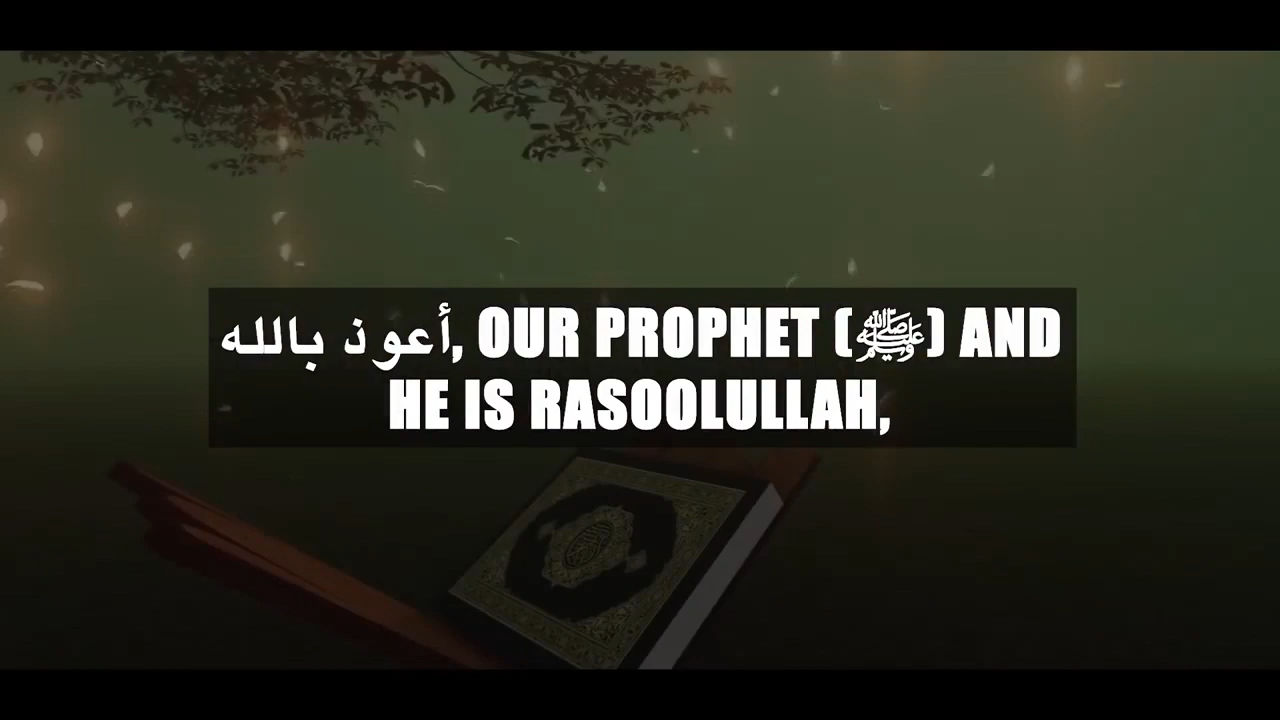 أعوذ بالله, OUR PROPHET (ﷺ) AND
HE IS RASOOLULLAH,